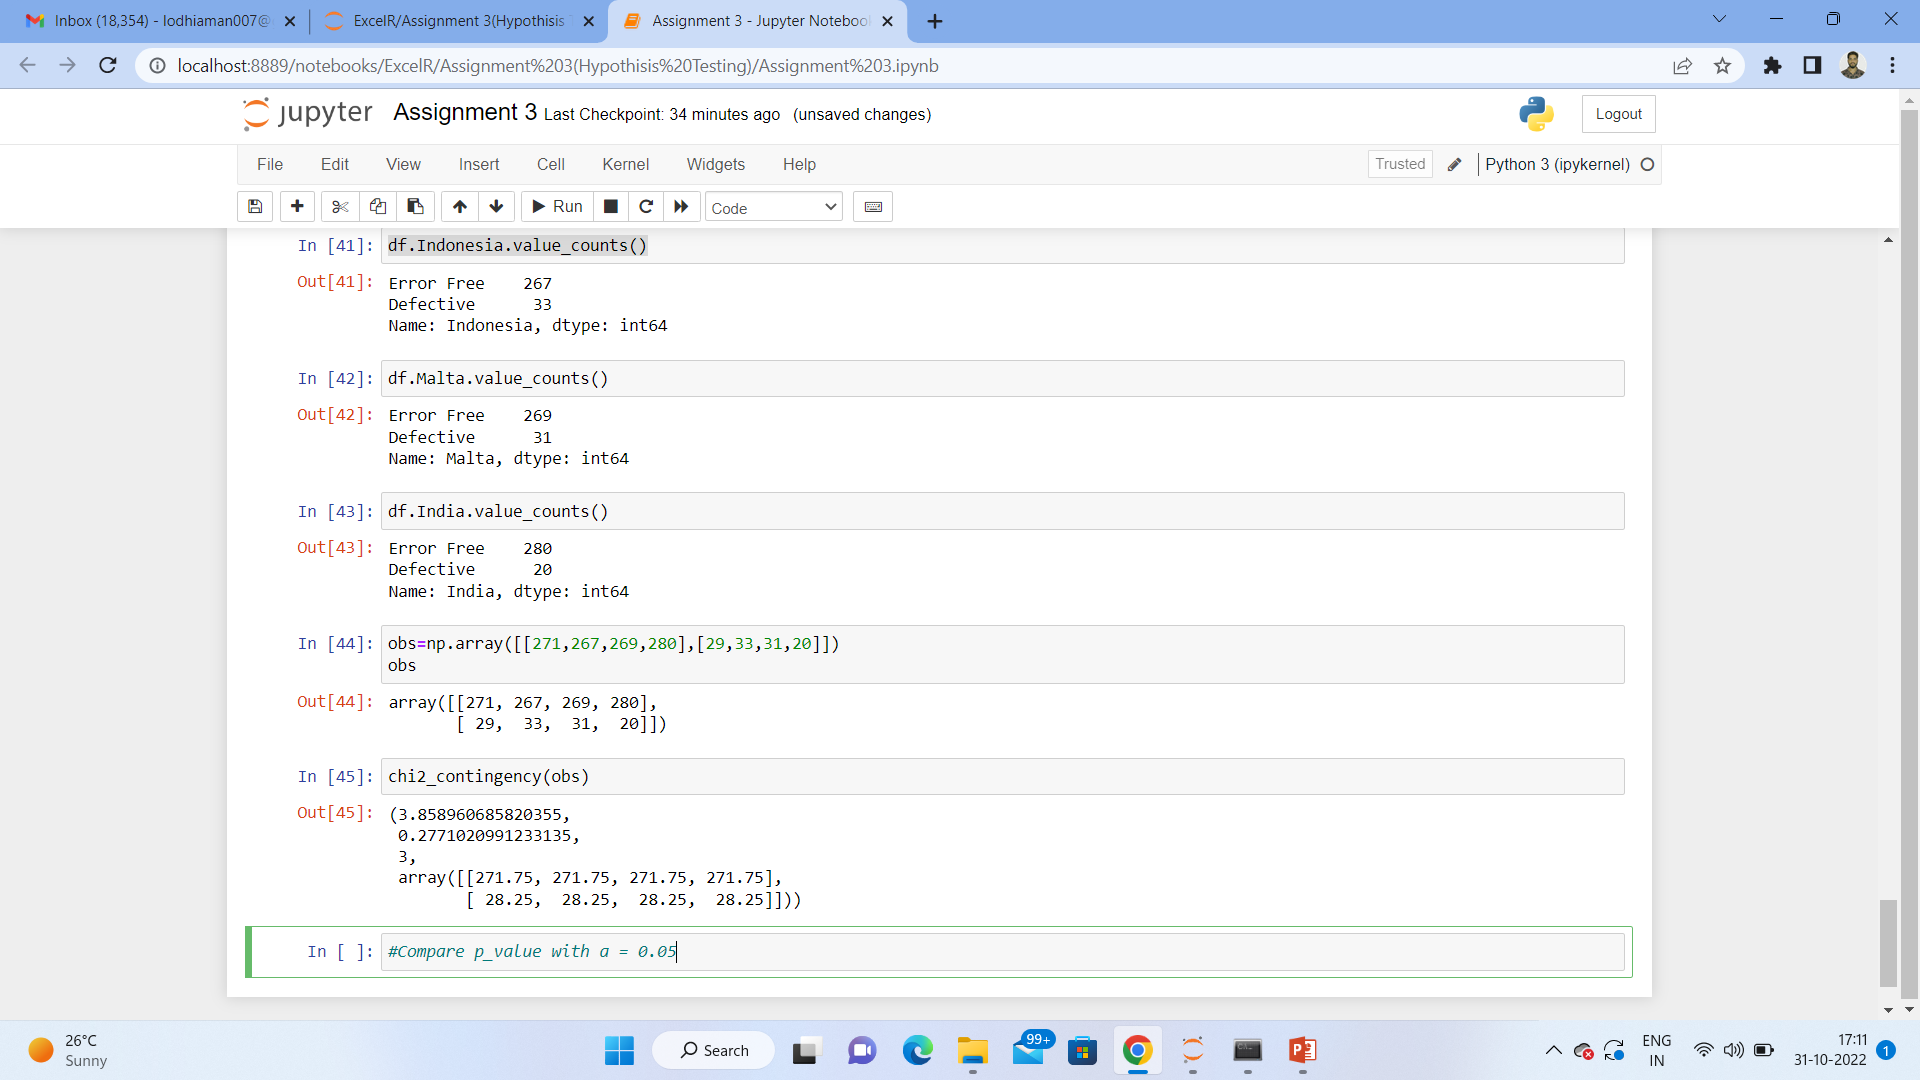 Inbox (18,354) - lodhiaman007@
ExcelR/Assignment 3(Hypothisis
Assignment 3 - Jupyter Notebook
localhost:8889/notebooks/ExcelR/Assignment%203(Hypothisis%20Testing)/Assignment%203.ipynb
jupyter Assignment 3 Last Checkpoint: 34 minutes ago (unsaved changes)
Logout
File Edit View Insert Cell Kernel Widgets Help
Trusted Python 3 (ipykernel)
Run Code
In [41]: df.Indonesia.value_counts()
Out[41]: Error Free    267
Defective      33
Name: Indonesia, dtype: int64
In [42]: df.Malta.value_counts()
Out[42]: Error Free    269
Defective      31
Name: Malta, dtype: int64
In [43]: df.India.value_counts()
Out[43]: Error Free    280
Defective      20
Name: India, dtype: int64
In [44]: obs=np.array([[271,267,269,280],[29,33,31,20]])
obs
Out[44]: array([[271, 267, 269, 280],
[ 29,  33,  31,  20]])
In [45]: chi2_contingency(obs)
Out[45]: (3.858960685820355,
0.2771020991233135,
3,
array([[271.75, 271.75, 271.75, 271.75],
[ 28.25,  28.25,  28.25,  28.25]]))
In [ ]: #Compare p_value with a = 0.05
26°C
Sunny
Search
99+
ENG
IN
17:11
31-10-2022
1